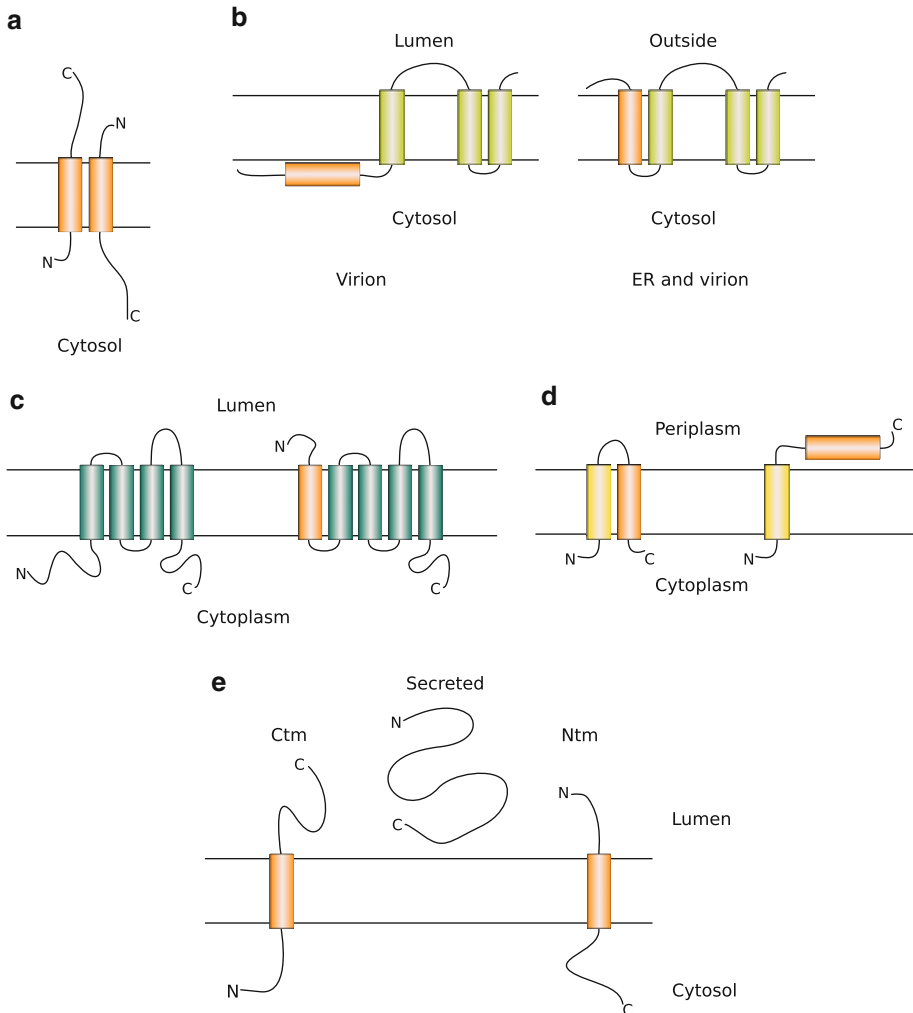 a
C
N
N
C
Cytosol
b
Lumen
Outside
Cytosol
Cytosol
Virion
ER and virion
c
Lumen
N
N
C
C
Cytoplasm
d
Periplasm
C
N
C
N
Cytoplasm
e
Secreted
N
Ctm
Ntm
C
N
C
Lumen
N
Cytosol
C